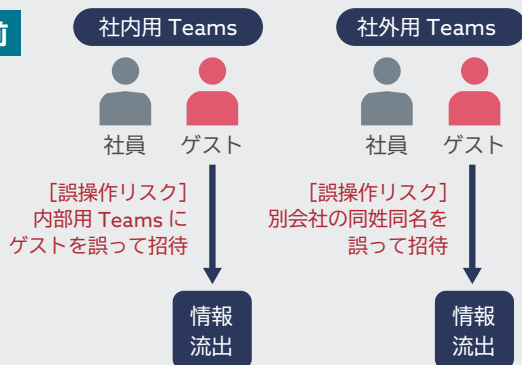 前
社内用 Teams
社員
ゲスト
［誤操作リスク］
内部用 Teams に
ゲストを誤って招待
情報
流出
社外用 Teams
社員
ゲスト
［誤操作リスク］
別会社の同姓同名を
誤って招待
情報
流出